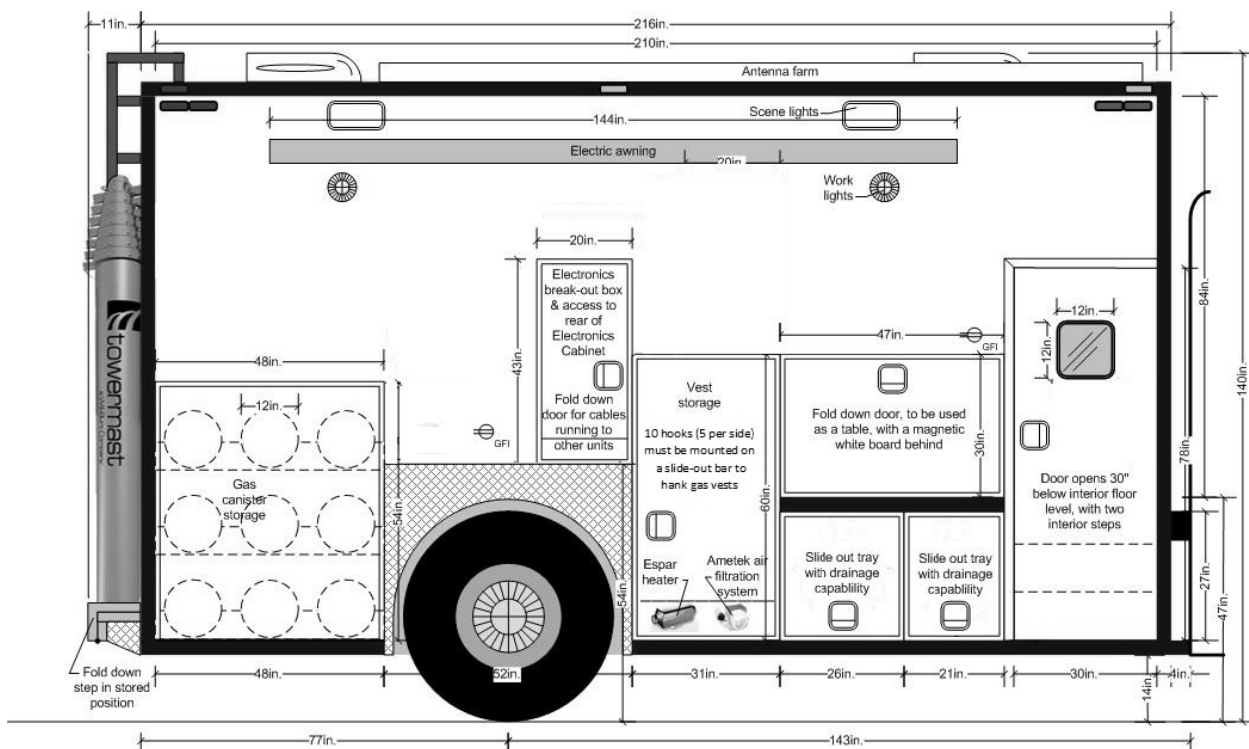 11in.
216in.
210in.
Antenna farm
Scene lights
144in.
Electric awning
20in.
Work
lights
20in.
Electronics
break-out box
& access to
rear of
Electronics
Cabinet
Fold down
door for cables
running to
other units
43in.
GFI
47in.
GFI
12in.
12in.
84in.
140in.
towermast
48in.
12in.
Gas
canister
storage
54in.
Vest
storage
10 hooks (5 per side)
must be mounted on
a slide-out bar to
hank gas vests
60in.
Espar
heater
Ametek air
filtration
system
Fold down door, to be used
as a table, with a magnetic
white board behind
30in.
78in.
Door opens 30"
below interior floor
level, with two
interior steps
Slide out tray
with drainage
capablility
Slide out tray
with drainage
capablility
27in.
47in.
54in.
Fold down
step in stored
position
48in.
52in.
31in.
26in.
21in.
30in.
4in.
14in.
77in.
143in.